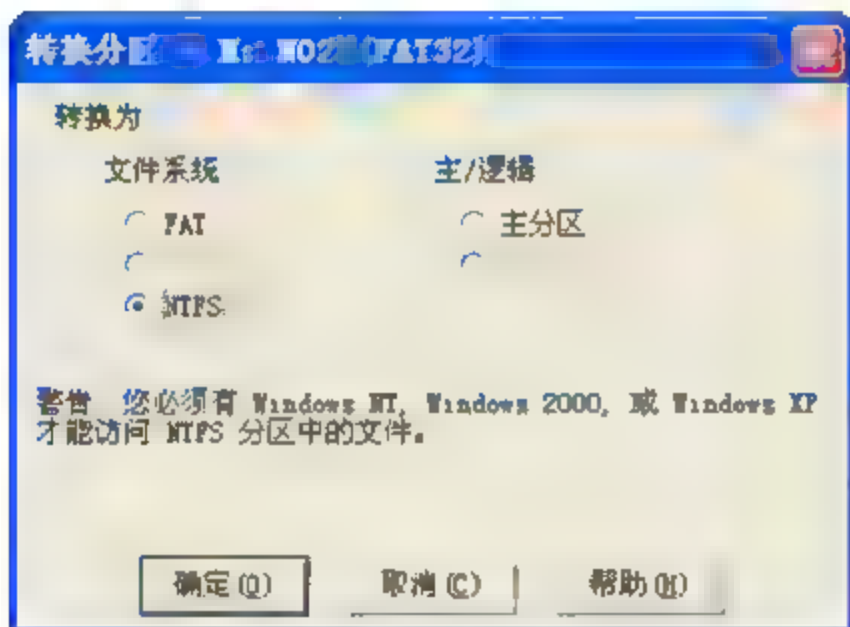 转换分区 (FAT32)
转换为
文件系统 主/逻辑
FAT 主分区
NTFS
警告 您必须有 Windows NT, Windows 2000, 或 Windows XP
才能访问 NTFS 分区中的文件。
确定(O) 取消(C) 帮助(H)